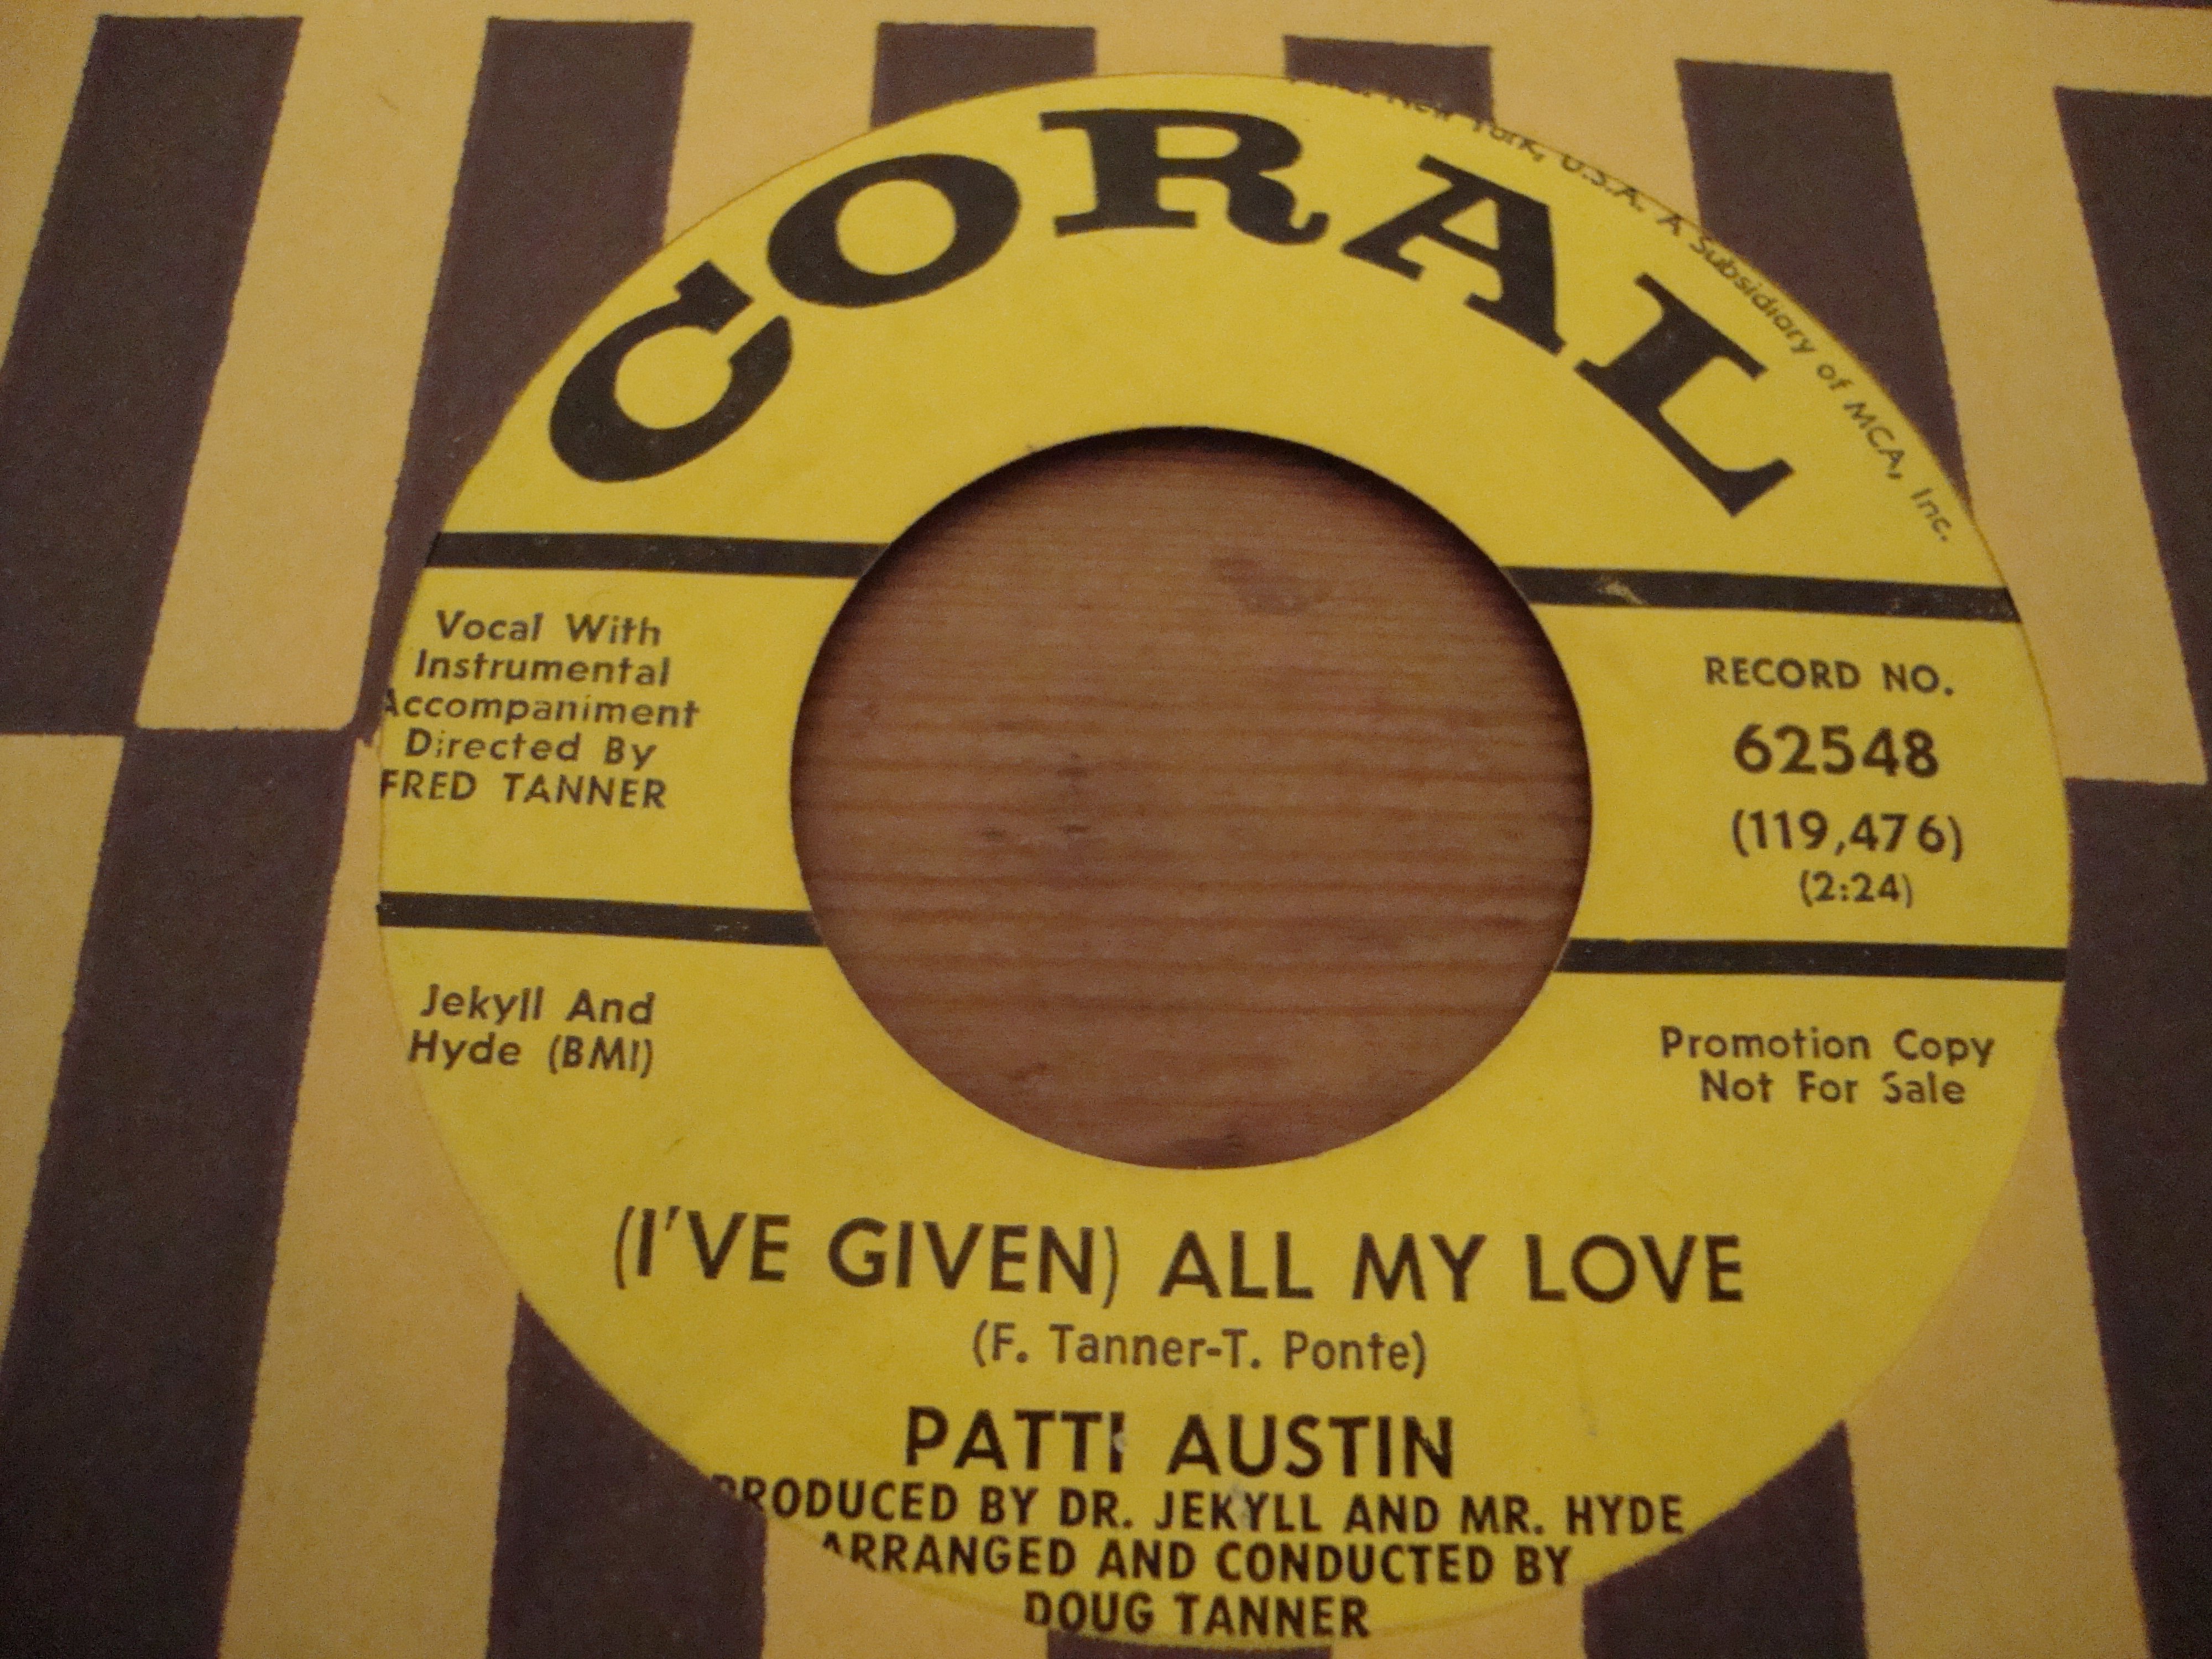 CORAL
New York, U.S.A. A Subsidiary of MCA, Inc.
Vocal With
Instrumental
Accompaniment
Directed By
FRED TANNER
RECORD NO.
62548
(119,476)
(2:24)
Jekyll And
Hyde (BMI)
Promotion Copy
Not For Sale
(I'VE GIVEN) ALL MY LOVE
(F. Tanner-T. Ponte)
PATTI AUSTIN
PRODUCED BY DR. JEKYLL AND MR. HYDE
ARRANGED AND CONDUCTED BY
DOUG TANNER